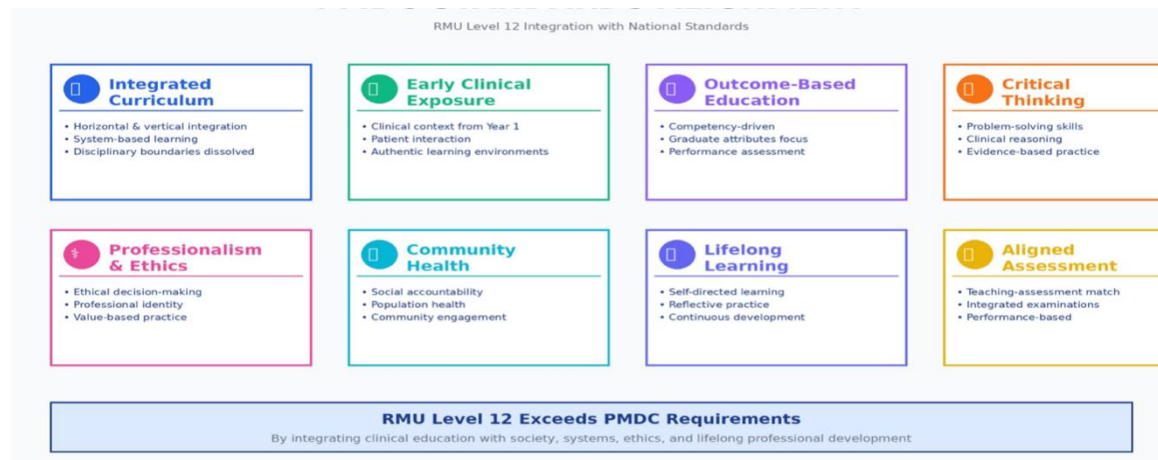 RMU Level 12 Integration with National Standards
Integrated
Curriculum
• Horizontal & vertical integration
• System-based learning
• Disciplinary boundaries dissolved
Early Clinical
Exposure
• Clinical context from Year 1
• Patient interaction
• Authentic learning environments
Outcome-Based
Education
• Competency-driven
• Graduate attributes focus
• Performance assessment
Critical
Thinking
• Problem-solving skills
• Clinical reasoning
• Evidence-based practice
Professionalism
& Ethics
• Ethical decision-making
• Professional identity
• Value-based practice
Community
Health
• Social accountability
• Population health
• Community engagement
Lifelong
Learning
• Self-directed learning
• Reflective practice
• Continuous development
Aligned
Assessment
• Teaching-assessment match
• Integrated examinations
• Performance-based
RMU Level 12 Exceeds PMDC Requirements
By integrating clinical education with society, systems, ethics, and lifelong professional development